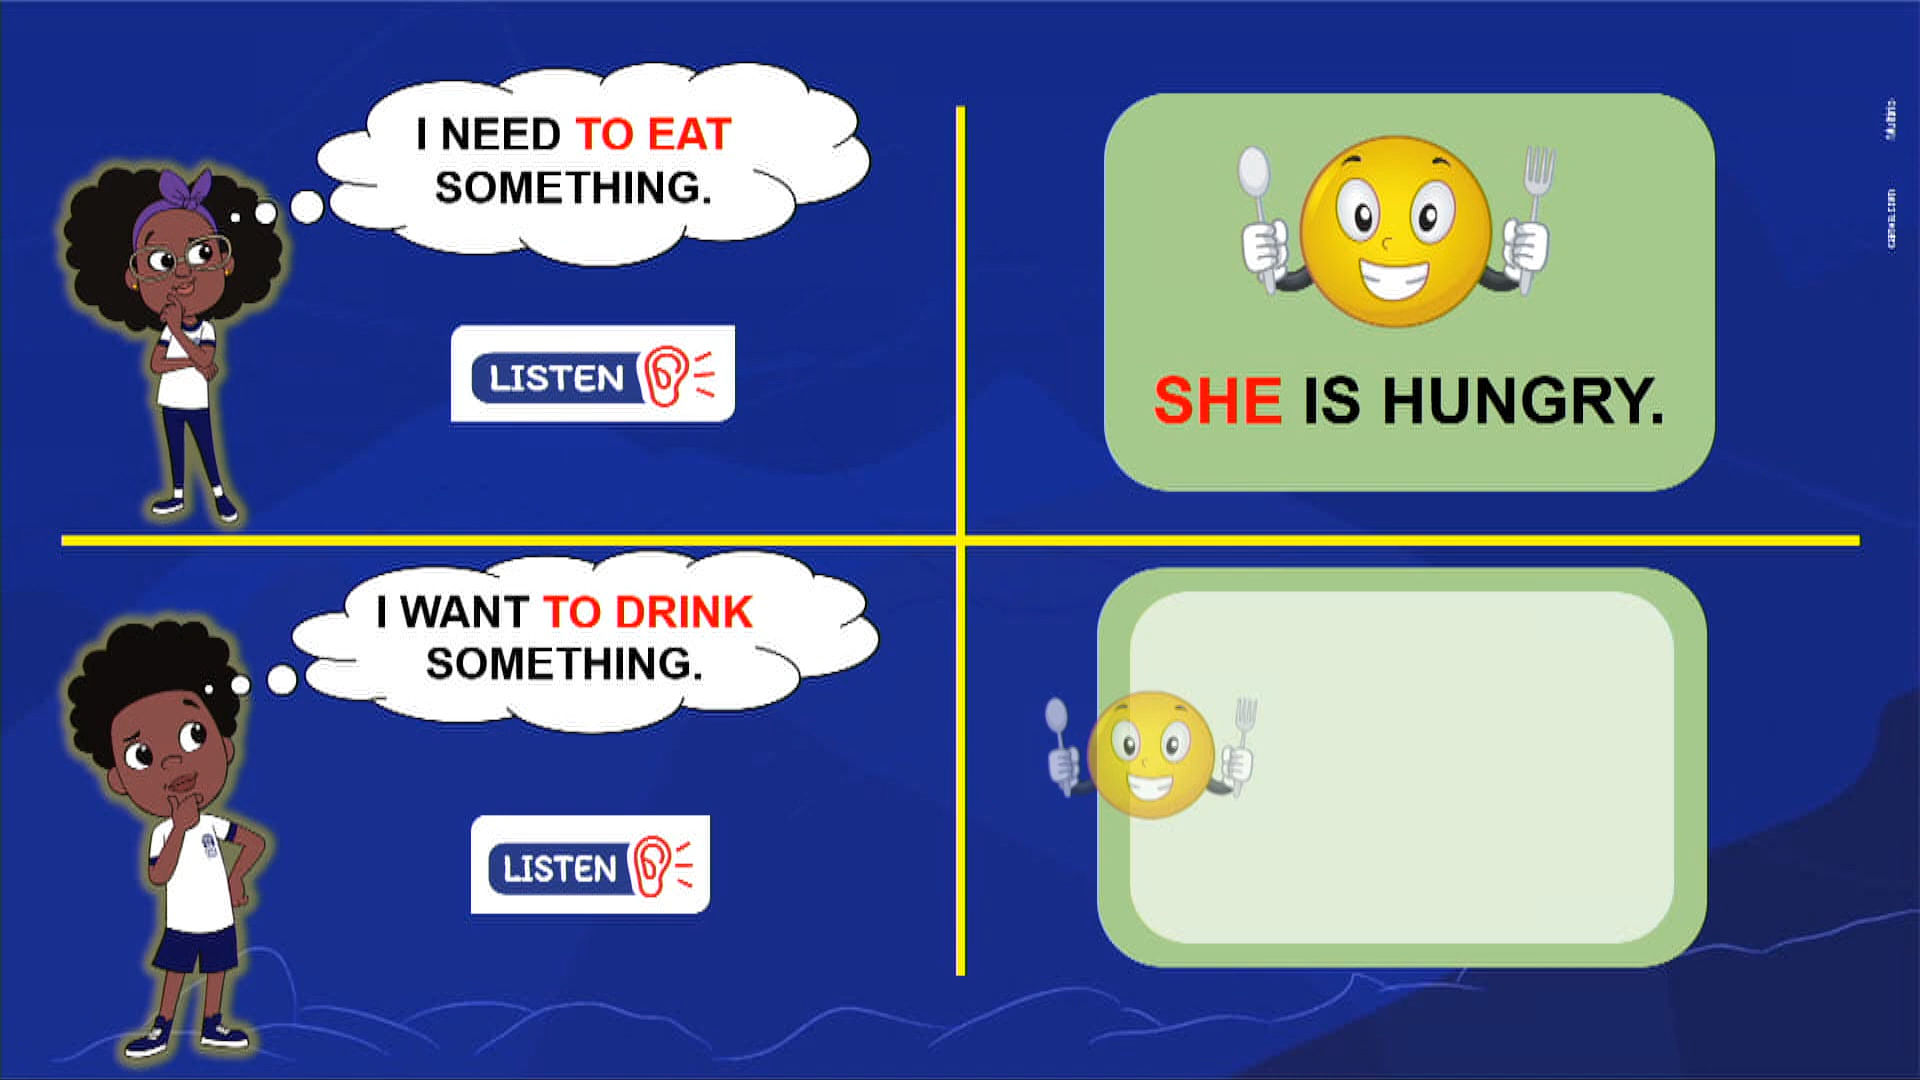 I NEED TO EAT
SOMETHING.
LISTEN
SHE IS HUNGRY.
I WANT TO DRINK
SOMETHING.
LISTEN